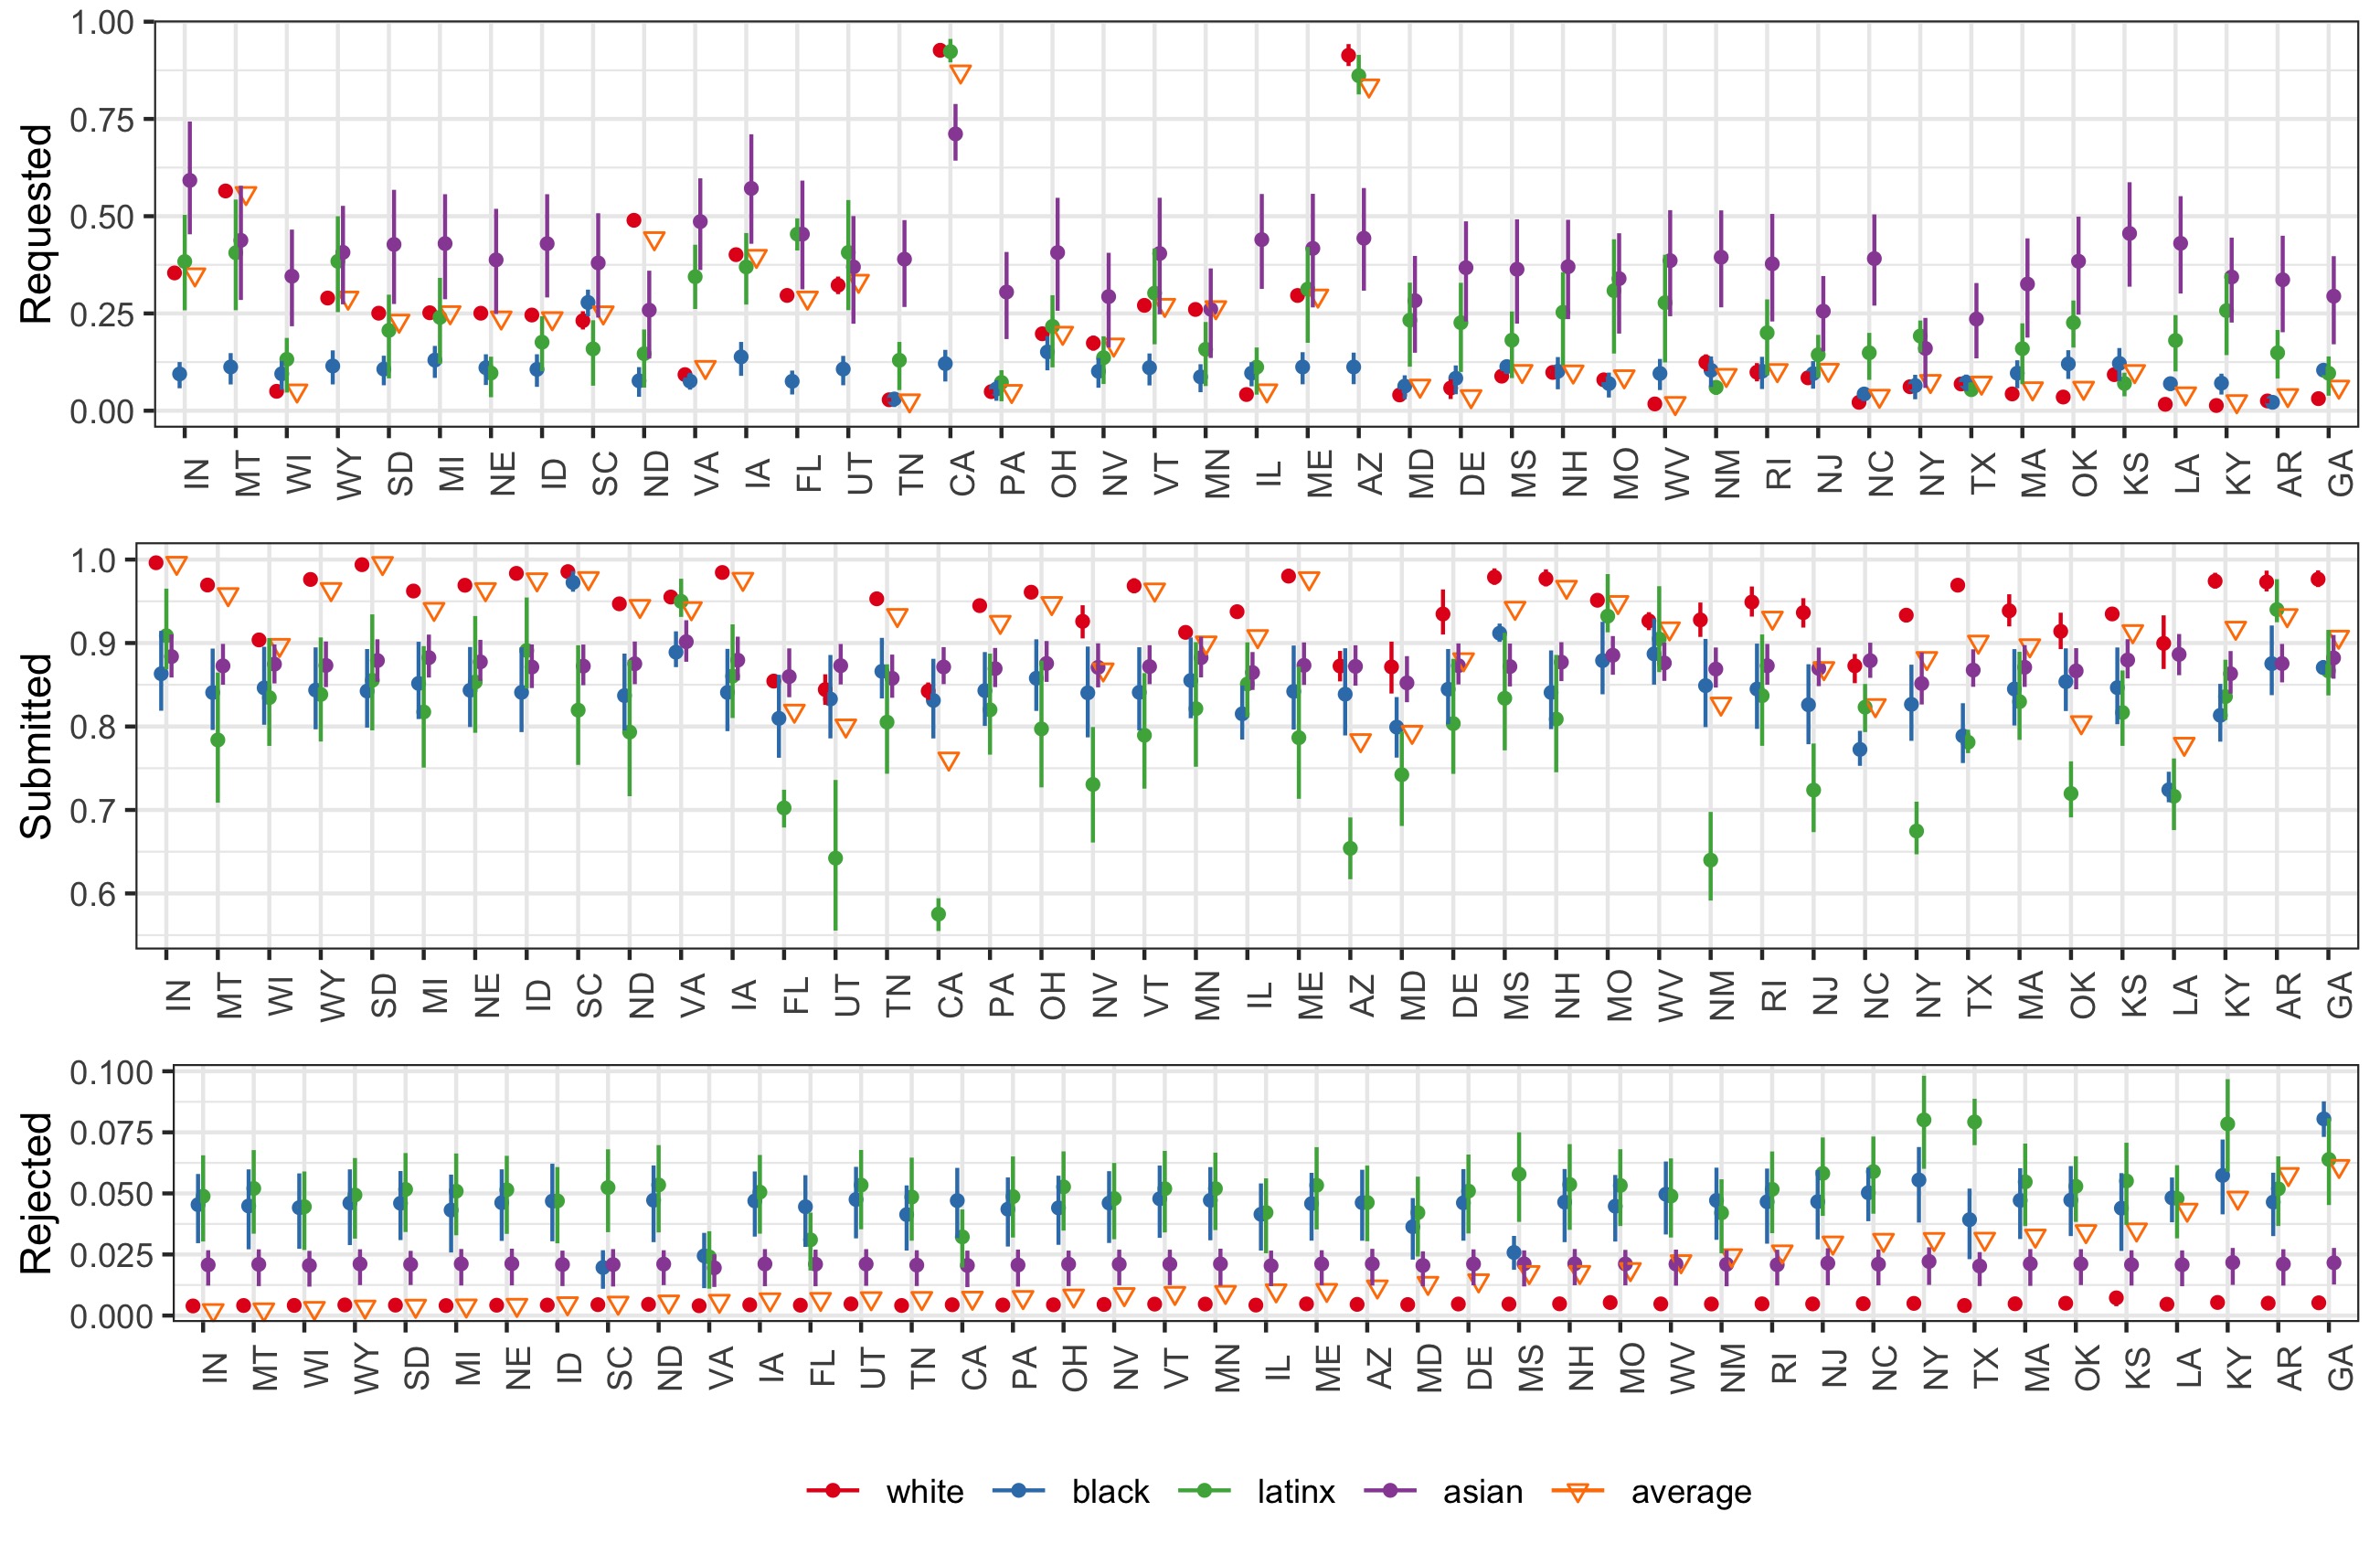 Requested
1.00
0.75
0.50
0.25
0.00
IN MT WI WY SD MI NE ID SC ND VA IA FL UT TN CA PA OH NV VT MN IL ME AZ MD DE MS NH MO WV NM RI NJ NC NY TX MA OK KS LA KY AR GA
Submitted
1.0
0.9
0.8
0.7
0.6
IN MT WI WY SD MI NE ID SC ND VA IA FL UT TN CA PA OH NV VT MN IL ME AZ MD DE MS NH MO WV NM RI NJ NC NY TX MA OK KS LA KY AR GA
Rejected
0.100
0.075
0.050
0.025
0.000
IN MT WI WY SD MI NE ID SC ND VA IA FL UT TN CA PA OH NV VT MN IL ME AZ MD DE MS NH MO WV NM RI NJ NC NY TX MA OK KS LA KY AR GA
white black latinx asian average